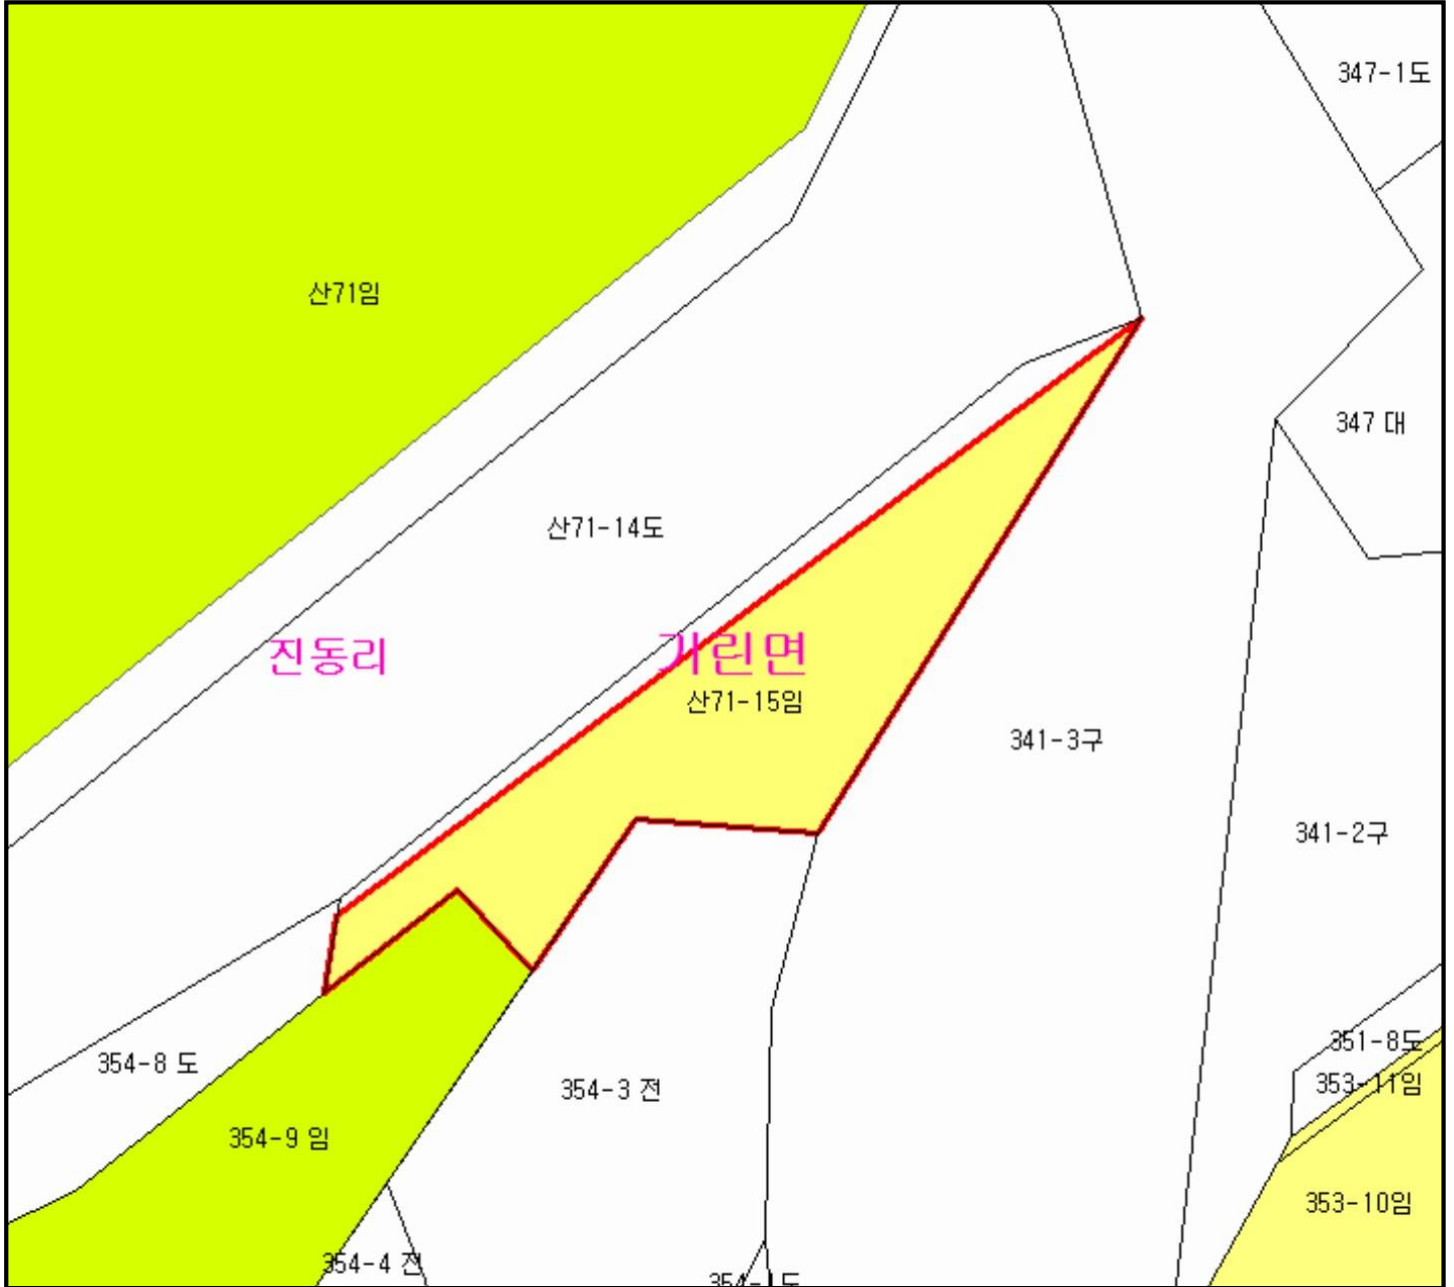 347-1도
산71임
347 대
산71-14도
진동리
기린면
산71-15임
341-3구
341-2구
351-8도
354-8 도
353-11임
354-3 전
354-9 임
353-10임
354-4 전